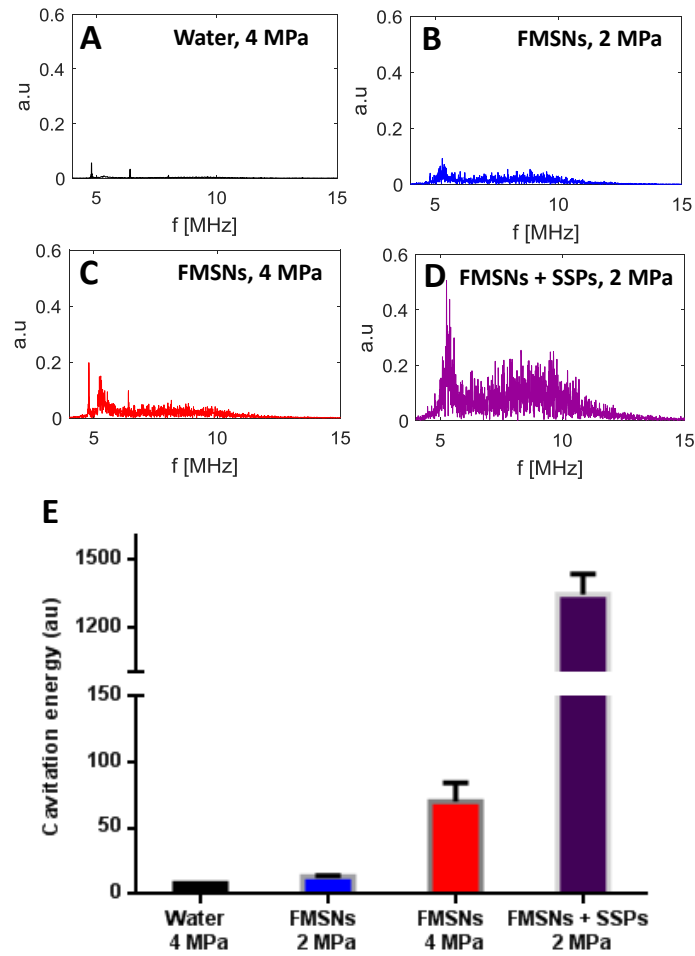 A
Water, 4 MPa
0.6
0.4
0.2
0
a.u
5
10
15
f [MHz]
B
FMSNs, 2 MPa
0.6
0.4
0.2
0
a.u
5
10
15
f [MHz]
C
FMSNs, 4 MPa
0.6
0.4
0.2
0
a.u
5
10
15
f [MHz]
D
FMSNs + SSPs, 2 MPa
0.6
0.4
0.2
0
a.u
5
10
15
f [MHz]
E
Cavitation energy (au)
1500
1200
150
100
50
0
Water
4 MPa
FMSNs
2 MPa
FMSNs
4 MPa
FMSNs + SSPs
2 MPa